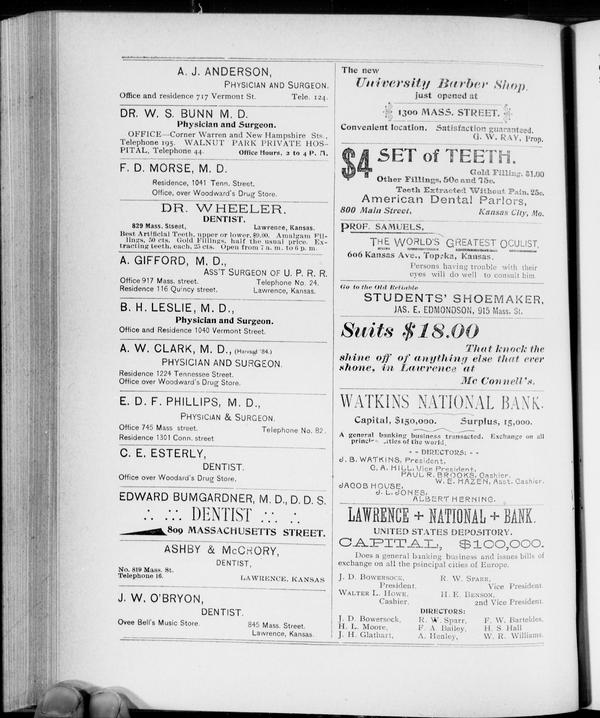 A. J. ANDERSON,
PHYSICIAN AND SURGEON.
Office and residence 717 Vermont St. Tele. 124.
DR. W. S. BUNN M. D.
Physician and Surgeon.
OFFICE—Corner Warren and New Hampshire Sts.,
Telephone 195. WALNUT PARK PRIVATE HOS-
PITAL, Telephone 44. Office Hours, 2 to 4 P. M.
F. D. MORSE, M. D.
Residence, 1041 Tenn. Street.
Office, over Woodward's Drug Store.
DR. WHEELER.
DENTIST.
829 Mass. Street, Lawrence, Kansas.
Best Artificial Teeth, upper or lower, $9.00. Amalgam Fil-
lings, 50 cts. Gold Fillings, half the usual price. Ex-
tracting teeth, each, 25 cts. Open from 7 a. m. to 6 p. m.
A. GIFFORD, M. D.,
ASS'T SURGEON OF U. P. R. R.
Office 917 Mass. street. Telephone No. 24.
Residence 116 Quincy street. Lawrence, Kansas.
B. H. LESLIE, M. D.,
Physician and Surgeon.
Office and Residence 1040 Vermont Street.
A. W. CLARK, M. D., '84.)
PHYSICIAN AND SURGEON.
Residence 1224 Tennessee Street.
Office over Woodward's Drug Store.
E. D. F. PHILLIPS, M. D.,
PHYSICIAN & SURGEON.
Office 745 Mass street. Telephone No. 82.
Residence 1301 Conn. street
C. E. ESTERLY,
DENTIST.
Office over Woodard's Drug Store.
EDWARD BUMGARDNER, M. D., D. D. S.
DENTIST
809 MASSACHUSETTS STREET.
ASHBY & McCRORY,
DENTIST,
No. 819 Mass. St.
Telephone 16. LAWRENCE, KANSAS
J. W. O'BRYON,
DENTIST.
Ovee Bell's Music Store. 845 Mass. Street.
Lawrence, Kansas.
The new
University Barber Shop,
just opened at
1300 MASS. STREET.
Convenient location. Satisfaction guaranteed.
G. W. RAY, Prop.
$4 SET of TEETH.
Gold Filling, $1.00
Other Fillings, 50c and 75c.
Teeth Extracted Without Pain, 25c.
American Dental Parlors,
800 Main Street, Kansas City, Mo.
PROF. SAMUELS,
THE WORLD'S GREATEST OCULIST,
606 Kansas Ave., Topeka, Kansas.
Persons having trouble with their
eyes will do well to consult him.
Go to the Old Reliable
STUDENTS' SHOEMAKER,
JAS. E. EDMONDSON, 915 Mass. St.
Suits $18.00
That knock the
shine off of anything else that ever
shone, in Lawrence at
Mc Connell's.
WATKINS NATIONAL BANK.
Capital, $150,000. Surplus, 15,000.
A general banking business transacted. Exchange on all
cities of the world.
-- DIRECTORS: --
J. B. WATKINS, President.
C. A. HILL, Vice President.
PAUL R. BROOKS, Cashier.
W. E. HAZEN, Asst. Cashier.
JACOB HOUSE,
J. L. JONES,
ALBERT HERNING.
LAWRENCE + NATIONAL + BANK.
UNITED STATES DEPOSITORY.
CAPITAL, $100,000.
Does a general banking business and issues bills of
exchange on all the principal cities of Europe.
J. D. BOWERSOCK, R. W. SPARR,
President. Vice President.
WALTER L. HOWE, H. E. BENSON,
Cashier. 2nd Vice President.
DIRECTORS:
J. D. Bowersock, R. W. Sparr, F. W. Barteldes,
H. L. Moore, F. A. Bailey, H. S. Hall
J. H. Glathart, A. Henley, W. R. Williams.